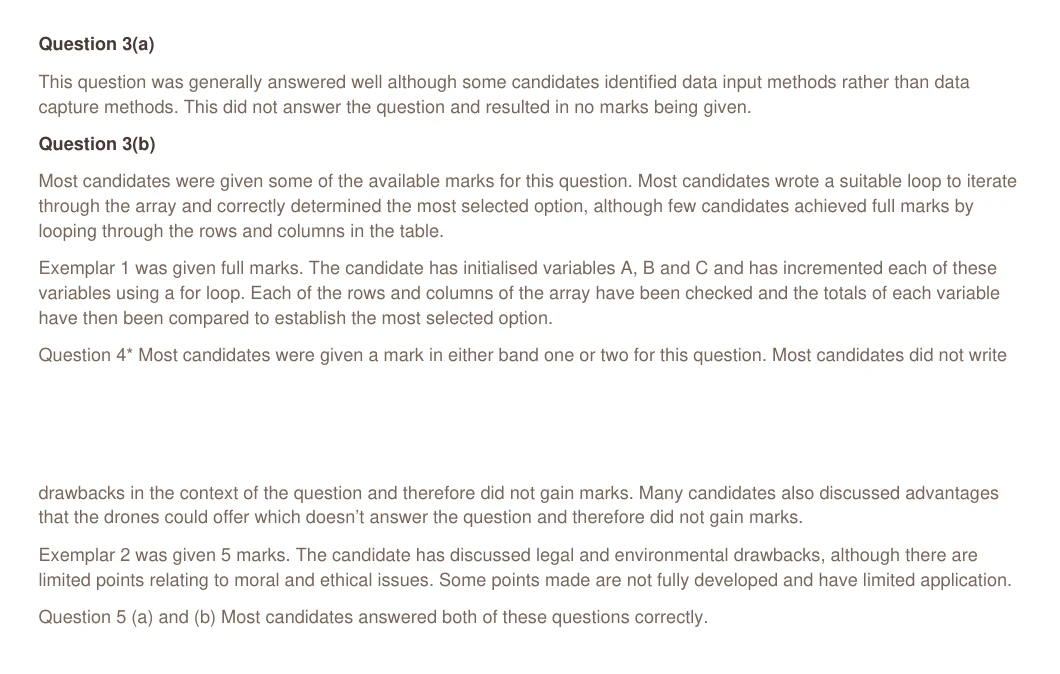 Question 3(a)
This question was generally answered well although some candidates identified data input methods rather than data
capture methods. This did not answer the question and resulted in no marks being given.
Question 3(b)
Most candidates were given some of the available marks for this question. Most candidates wrote a suitable loop to iterate
through the array and correctly determined the most selected option, although few candidates achieved full marks by
looping through the rows and columns in the table.
Exemplar 1 was given full marks. The candidate has initialised variables A, B and C and has incremented each of these
variables using a for loop. Each of the rows and columns of the array have been checked and the totals of each variable
have then been compared to establish the most selected option.
Question 4* Most candidates were given a mark in either band one or two for this question. Most candidates did not write
drawbacks in the context of the question and therefore did not gain marks. Many candidates also discussed advantages
that the drones could offer which doesn’t answer the question and therefore did not gain marks.
Exemplar 2 was given 5 marks. The candidate has discussed legal and environmental drawbacks, although there are
limited points relating to moral and ethical issues. Some points made are not fully developed and have limited application.
Question 5 (a) and (b) Most candidates answered both of these questions correctly.